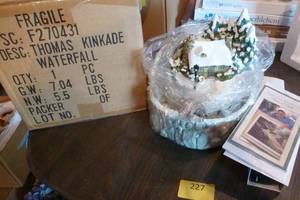 FRAGILE
SC: F270431
DESC: THOMAS KINKADE
WATERFALL
QTY: 1 PC
G.W: 7.04 LBS
N.W: 5.5 LBS
PACKER OF
LOT NO.
227